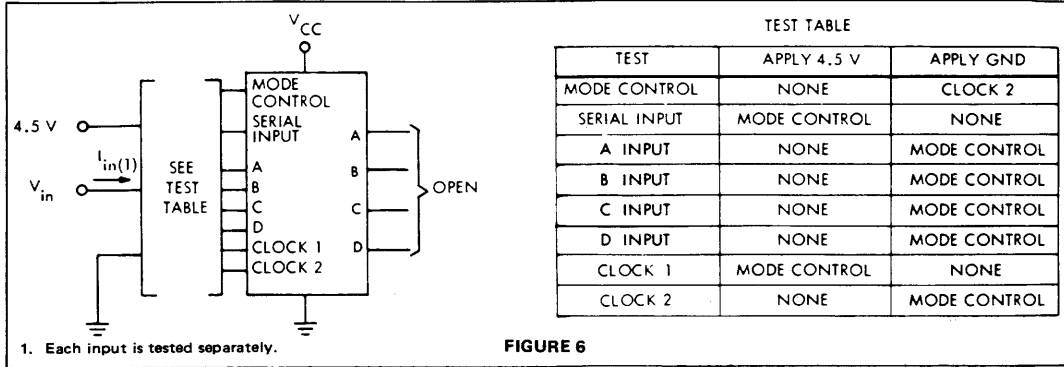 V_CC
4.5 V
I_in(1)
V_in
SEE
TEST
TABLE
MODE
CONTROL
SERIAL
INPUT
A
B
C
D
CLOCK 1
CLOCK 2
A
B
C
D
OPEN
1. Each input is tested separately.
TEST TABLE
TEST APPLY 4.5 V APPLY GND
MODE CONTROL NONE CLOCK 2
SERIAL INPUT MODE CONTROL NONE
A INPUT NONE MODE CONTROL
B INPUT NONE MODE CONTROL
C INPUT NONE MODE CONTROL
D INPUT NONE MODE CONTROL
CLOCK 1 MODE CONTROL NONE
CLOCK 2 NONE MODE CONTROL
FIGURE 6